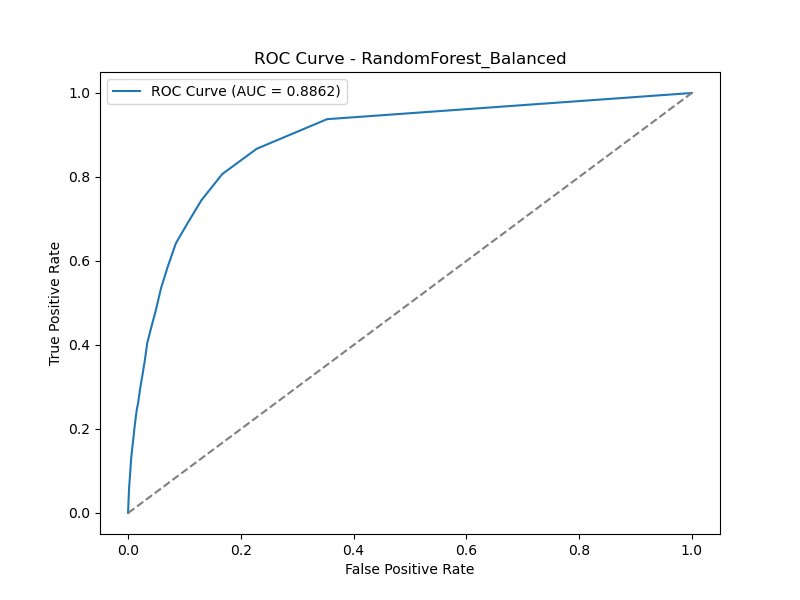 ROC Curve - RandomForest_Balanced
ROC Curve (AUC = 0.8862)
True Positive Rate
1.0
0.8
0.6
0.4
0.2
0.0
0.0 0.2 0.4 0.6 0.8 1.0
False Positive Rate